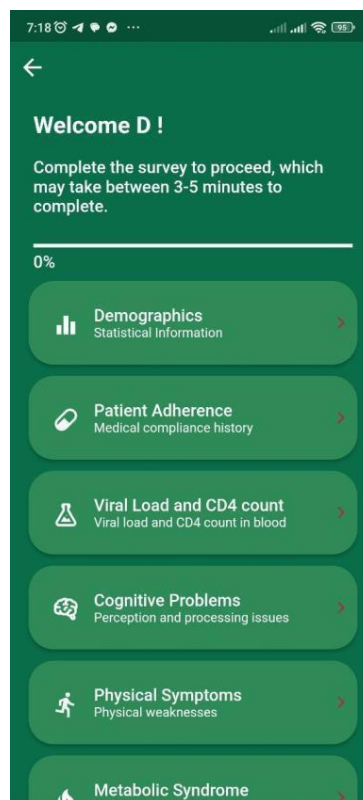 7:18
95
Welcome D !
Complete the survey to proceed, which
may take between 3-5 minutes to
complete.
0%
Demographics
Statistical Information
Patient Adherence
Medical compliance history
Viral Load and CD4 count
Viral load and CD4 count in blood
Cognitive Problems
Perception and processing issues
Physical Symptoms
Physical weaknesses
Metabolic Syndrome